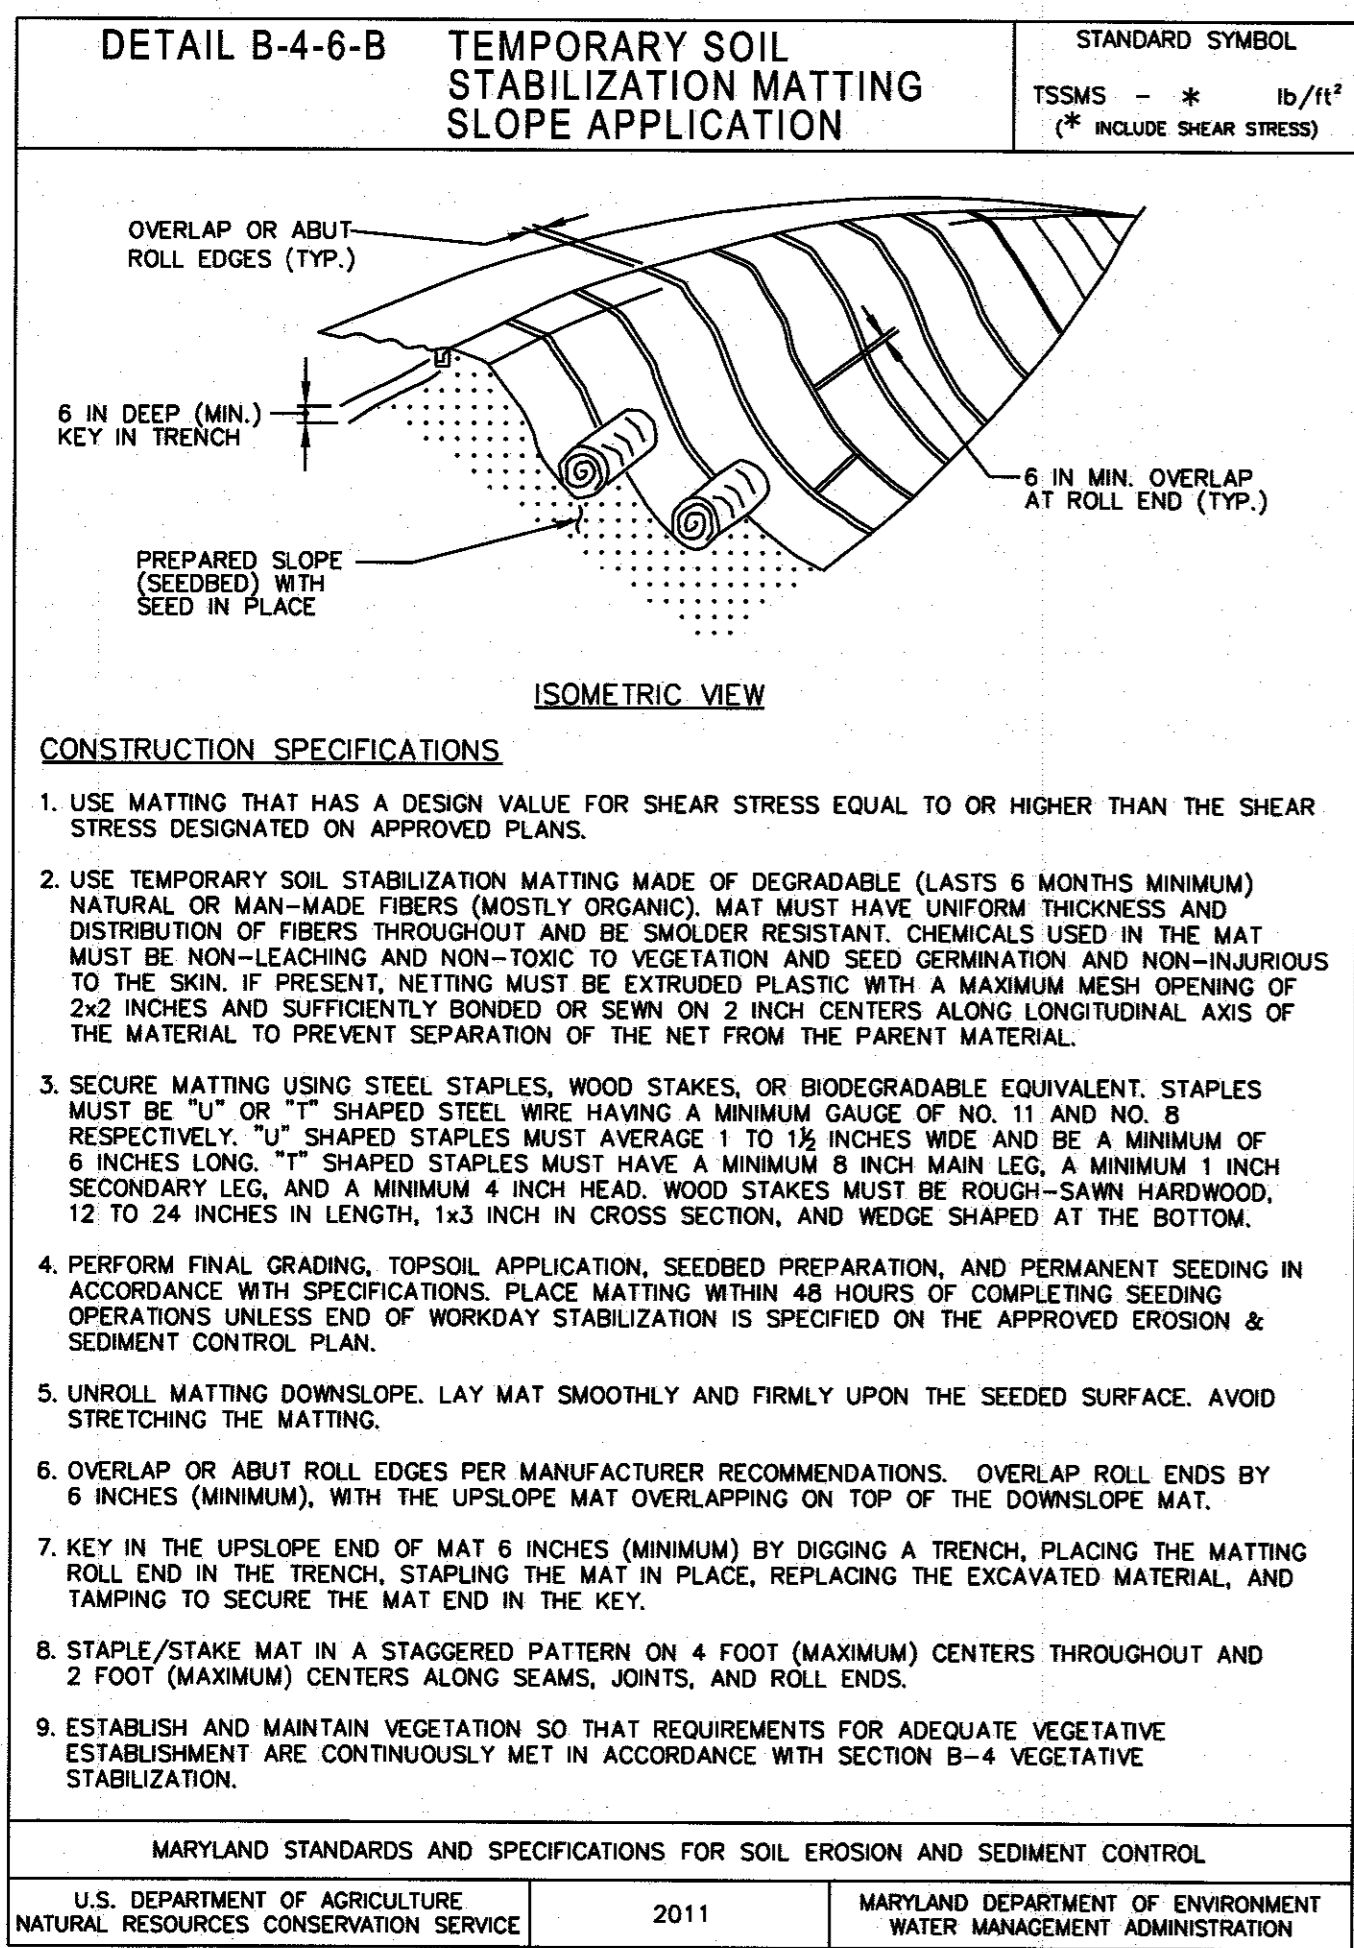 DETAIL B-4-6-B
TEMPORARY SOIL
STABILIZATION MATTING
SLOPE APPLICATION
STANDARD SYMBOL
TSSMS - * lb/ft²
(* INCLUDE SHEAR STRESS)
OVERLAP OR ABUT
ROLL EDGES (TYP.)
6 IN DEEP (MIN.)
KEY IN TRENCH
6 IN MIN. OVERLAP
AT ROLL END (TYP.)
PREPARED SLOPE
(SEEDBED) WITH
SEED IN PLACE
ISOMETRIC VIEW
CONSTRUCTION SPECIFICATIONS
1. USE MATTING THAT HAS A DESIGN VALUE FOR SHEAR STRESS EQUAL TO OR HIGHER THAN THE SHEAR
STRESS DESIGNATED ON APPROVED PLANS.
2. USE TEMPORARY SOIL STABILIZATION MATTING MADE OF DEGRADABLE (LASTS 6 MONTHS MINIMUM)
NATURAL OR MAN-MADE FIBERS (MOSTLY ORGANIC). MAT MUST HAVE UNIFORM THICKNESS AND
DISTRIBUTION OF FIBERS THROUGHOUT AND BE SMOLDER RESISTANT. CHEMICALS USED IN THE MAT
MUST BE NON-LEACHING AND NON-TOXIC TO VEGETATION AND SEED GERMINATION AND NON-INJURIOUS
TO THE SKIN. IF PRESENT, NETTING MUST BE EXTRUDED PLASTIC WITH A MAXIMUM MESH OPENING OF
2x2 INCHES AND SUFFICIENTLY BONDED OR SEWN ON 2 INCH CENTERS ALONG LONGITUDINAL AXIS OF
THE MATERIAL TO PREVENT SEPARATION OF THE NET FROM THE PARENT MATERIAL.
3. SECURE MATTING USING STEEL STAPLES, WOOD STAKES, OR BIODEGRADABLE EQUIVALENT. STAPLES
MUST BE "U" OR "T" SHAPED STEEL WIRE HAVING A MINIMUM GAUGE OF NO. 11 AND NO. 8
RESPECTIVELY. "U" SHAPED STAPLES MUST AVERAGE 1 TO 1½ INCHES WIDE AND BE A MINIMUM OF
6 INCHES LONG. "T" SHAPED STAPLES MUST HAVE A MINIMUM 8 INCH MAIN LEG, A MINIMUM 1 INCH
SECONDARY LEG, AND A MINIMUM 4 INCH HEAD. WOOD STAKES MUST BE ROUGH-SAWN HARDWOOD,
12 TO 24 INCHES IN LENGTH, 1x3 INCH IN CROSS SECTION, AND WEDGE SHAPED AT THE BOTTOM.
4. PERFORM FINAL GRADING, TOPSOIL APPLICATION, SEEDBED PREPARATION, AND PERMANENT SEEDING IN
ACCORDANCE WITH SPECIFICATIONS. PLACE MATTING WITHIN 48 HOURS OF COMPLETING SEEDING
OPERATIONS UNLESS END OF WORKDAY STABILIZATION IS SPECIFIED ON THE APPROVED EROSION &
SEDIMENT CONTROL PLAN.
5. UNROLL MATTING DOWNSLOPE. LAY MAT SMOOTHLY AND FIRMLY UPON THE SEEDED SURFACE. AVOID
STRETCHING THE MATTING.
6. OVERLAP OR ABUT ROLL EDGES PER MANUFACTURER RECOMMENDATIONS. OVERLAP ROLL ENDS BY
6 INCHES (MINIMUM), WITH THE UPSLOPE MAT OVERLAPPING ON TOP OF THE DOWNSLOPE MAT.
7. KEY IN THE UPSLOPE END OF MAT 6 INCHES (MINIMUM) BY DIGGING A TRENCH, PLACING THE MATTING
ROLL END IN THE TRENCH, STAPLING THE MAT IN PLACE, REPLACING THE EXCAVATED MATERIAL, AND
TAMPING TO SECURE THE MAT END IN THE KEY.
8. STAPLE/STAKE MAT IN A STAGGERED PATTERN ON 4 FOOT (MAXIMUM) CENTERS THROUGHOUT AND
2 FOOT (MAXIMUM) CENTERS ALONG SEAMS, JOINTS, AND ROLL ENDS.
9. ESTABLISH AND MAINTAIN VEGETATION SO THAT REQUIREMENTS FOR ADEQUATE VEGETATIVE
ESTABLISHMENT ARE CONTINUOUSLY MET IN ACCORDANCE WITH SECTION B-4 VEGETATIVE
STABILIZATION.
MARYLAND STANDARDS AND SPECIFICATIONS FOR SOIL EROSION AND SEDIMENT CONTROL
U.S. DEPARTMENT OF AGRICULTURE
NATURAL RESOURCES CONSERVATION SERVICE
2011
MARYLAND DEPARTMENT OF ENVIRONMENT
WATER MANAGEMENT ADMINISTRATION